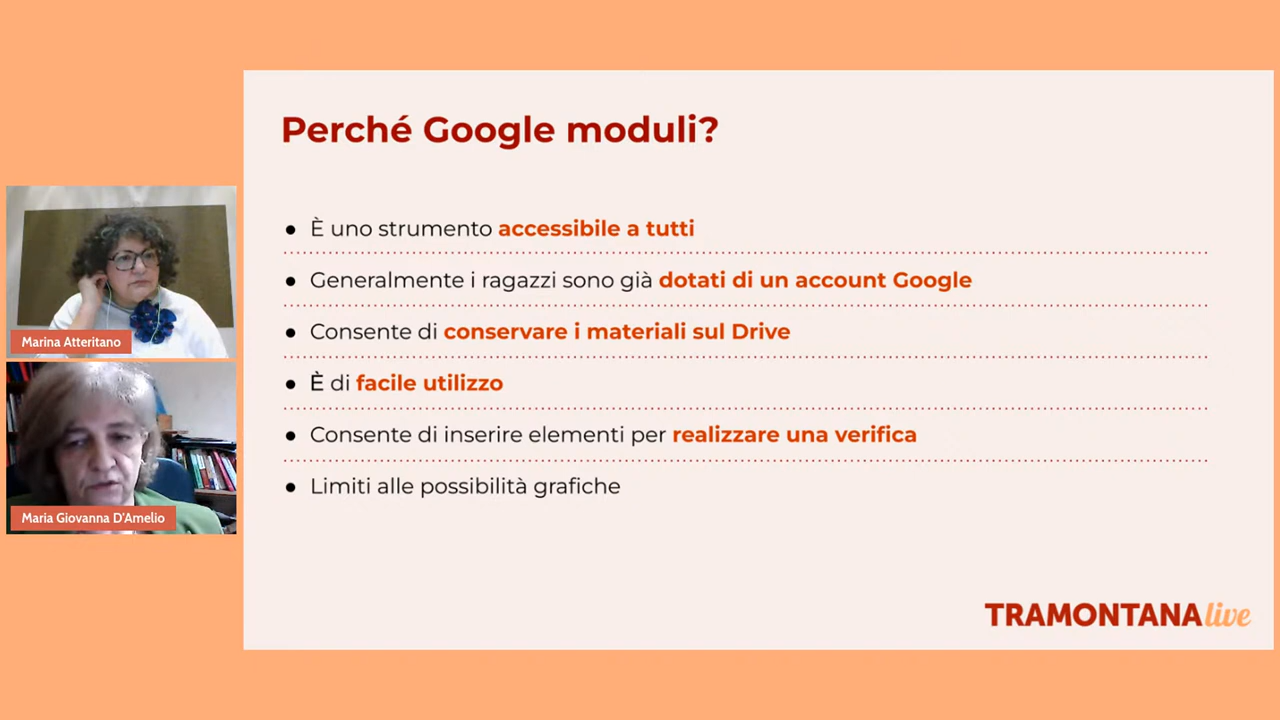 Perché Google moduli?
● È uno strumento accessibile a tutti
● Generalmente i ragazzi sono già dotati di un account Google
● Consente di conservare i materiali sul Drive
● È di facile utilizzo
● Consente di inserire elementi per realizzare una verifica
● Limiti alle possibilità grafiche
Marina Atteritano
Maria Giovanna D'Amelio
TRAMONTANA live